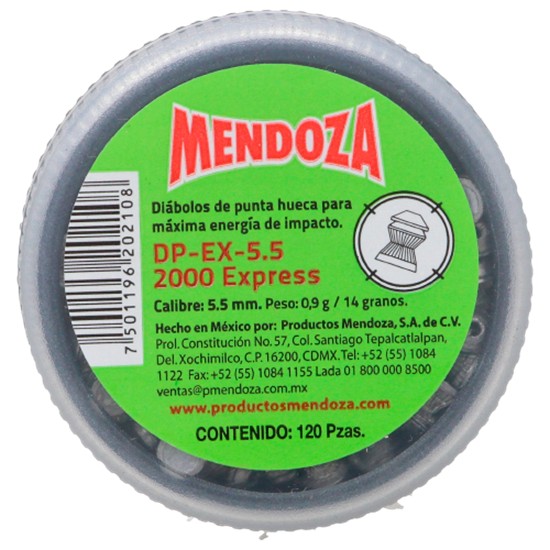 MENDOZA
Diábolos de punta hueca para
máxima energía de impacto.
DP-EX-5.5
2000 Express
Calibre: 5.5 mm. Peso: 0,9 g / 14 granos.
Hecho en México por: Productos Mendoza, S.A. de C.V.
Prol. Constitución No. 57, Col. Santiago Tepalcatlalpan,
Del. Xochimilco, C.P. 16200, CDMX. Tel: +52 (55) 1084
1122 Fax: +52 (55) 1084 1155 Lada 01 800 000 8500
ventas@pmendoza.com.mx
www.productosmendoza.com
CONTENIDO: 120 Pzas.
7 501196 202108